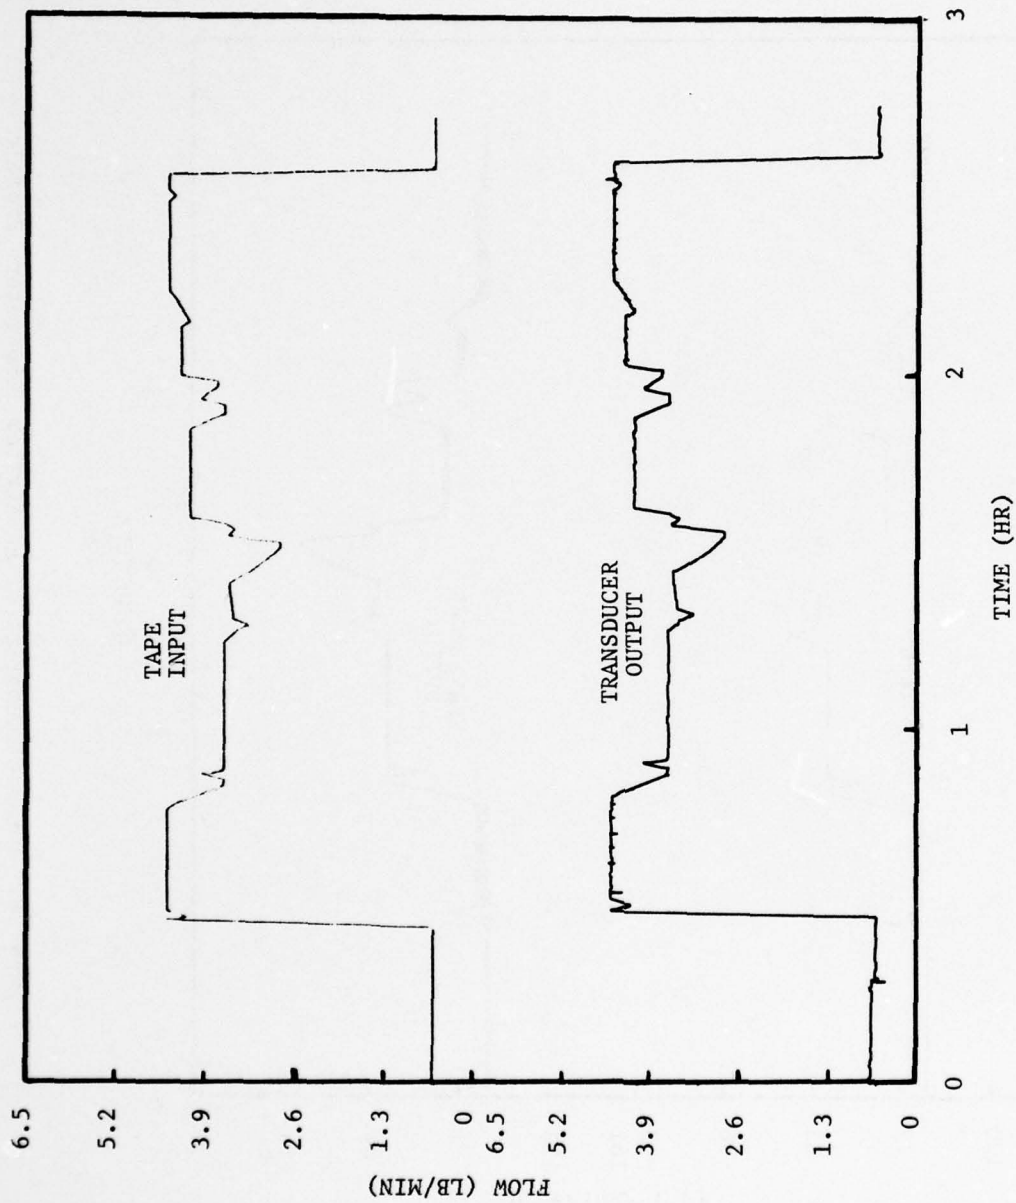 FLOW (LB/MIN)
6.5
5.2
3.9
2.6
1.3
0
6.5
5.2
3.9
2.6
1.3
0
TAPE
INPUT
TRANSDUCER
OUTPUT
0
1
2
3
TIME (HR)